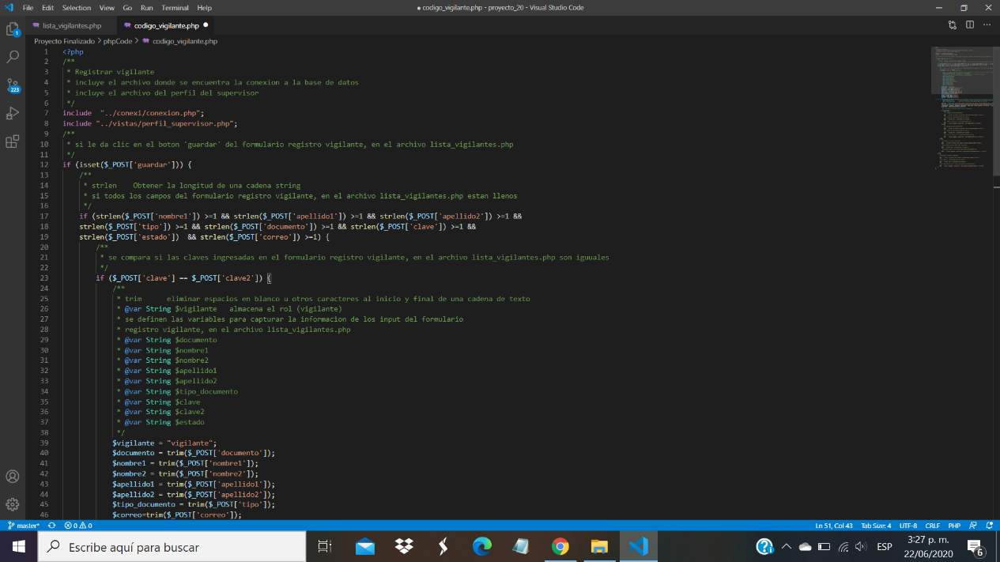 File Edit Selection View Go Run Terminal Help
● codigo_vigilante.php - proyecto_20 - Visual Studio Code
lista_vigilantes.php codigo_vigilante.php ●
Proyecto Finalizado > phpCode > codigo_vigilante.php
1 <?php
2 /**
3 * Registrar vigilante
4 * incluye el archivo donde se encuentra la conexion a la base de datos
5 * incluye el archivo del perfil del supervisor
6 */
7 include "../conexi/conexion.php";
8 include "../vistas/perfil_supervisor.php";
9 /**
10 * si le da clic en el boton 'guardar' del formulario registro vigilante, en el archivo lista_vigilantes.php
11 */
12 if (isset($_POST['guardar'])) {
13 /**
14 * strlen Obtener la longitud de una cadena string
15 * si todos los campos del formulario registro vigilante, en el archivo lista_vigilantes.php estan llenos
16 */
17 if (strlen($_POST['nombre1']) >=1 && strlen($_POST['apellido1']) >=1 && strlen($_POST['apellido2']) >=1 &&
18 strlen($_POST['tipo']) >=1 && strlen($_POST['documento']) >=1 && strlen($_POST['clave']) >=1 &&
19 strlen($_POST['estado']) && strlen($_POST['correo']) >=1) {
20 /**
21 * se compara si las claves ingresadas en el formulario registro vigilante, en el archivo lista_vigilantes.php son iguuales
22 */
23 if ($_POST['clave'] == $_POST['clave2']) {
24 /**
25 * trim eliminar espacios en blanco u otros caracteres al inicio y final de una cadena de texto
26 * @var String $vigilante almacena el rol (vigilante)
27 * se definen las variables para capturar la informacion de los input del formulario
28 * registro vigilante, en el archivo lista_vigilantes.php
29 * @var String $documento
30 * @var String $nombre1
31 * @var String $nombre2
32 * @var String $apellido1
33 * @var String $apellido2
34 * @var String $tipo_documento
35 * @var String $clave
36 * @var String $clave2
37 * @var String $estado
38 */
39 $vigilante = "vigilante";
40 $documento = trim($_POST['documento']);
41 $nombre1 = trim($_POST['nombre1']);
42 $nombre2 = trim($_POST['nombre2']);
43 $apellido1 = trim($_POST['apellido1']);
44 $apellido2 = trim($_POST['apellido2']);
45 $tipo_documento = trim($_POST['tipo']);
46 $correo=trim($_POST['correo']);
1
223
master* 0 0 Ln 51, Col 43 Tab Size: 4 UTF-8 CRLF PHP
Escribe aquí para buscar
ESP
3:27 p. m.
22/06/2020
6